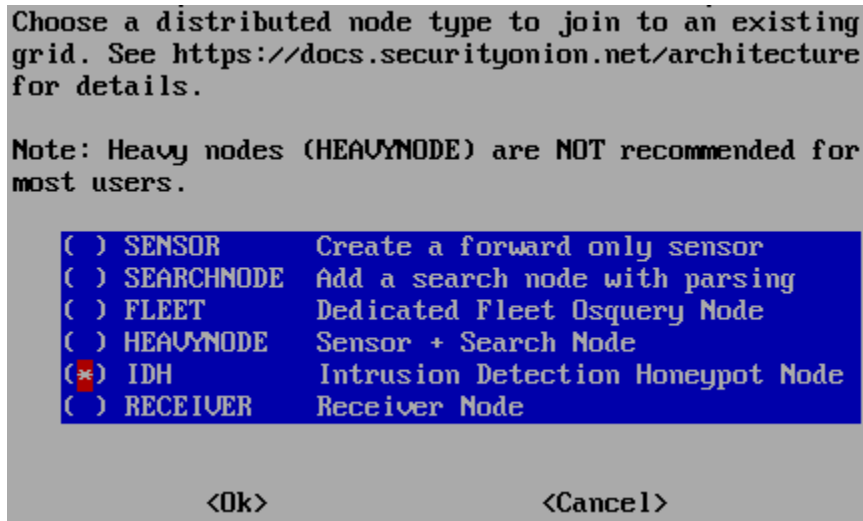 Choose a distributed node type to join to an existing
grid. See https://docs.securityonion.net/architecture
for details.
Note: Heavy nodes (HEAVYNODE) are NOT recommended for
most users.
( ) SENSOR Create a forward only sensor
( ) SEARCHNODE Add a search node with parsing
( ) FLEET Dedicated Fleet Osquery Node
( ) HEAVYNODE Sensor + Search Node
(*) IDH Intrusion Detection Honeypot Node
( ) RECEIVER Receiver Node
<Ok> <Cancel>